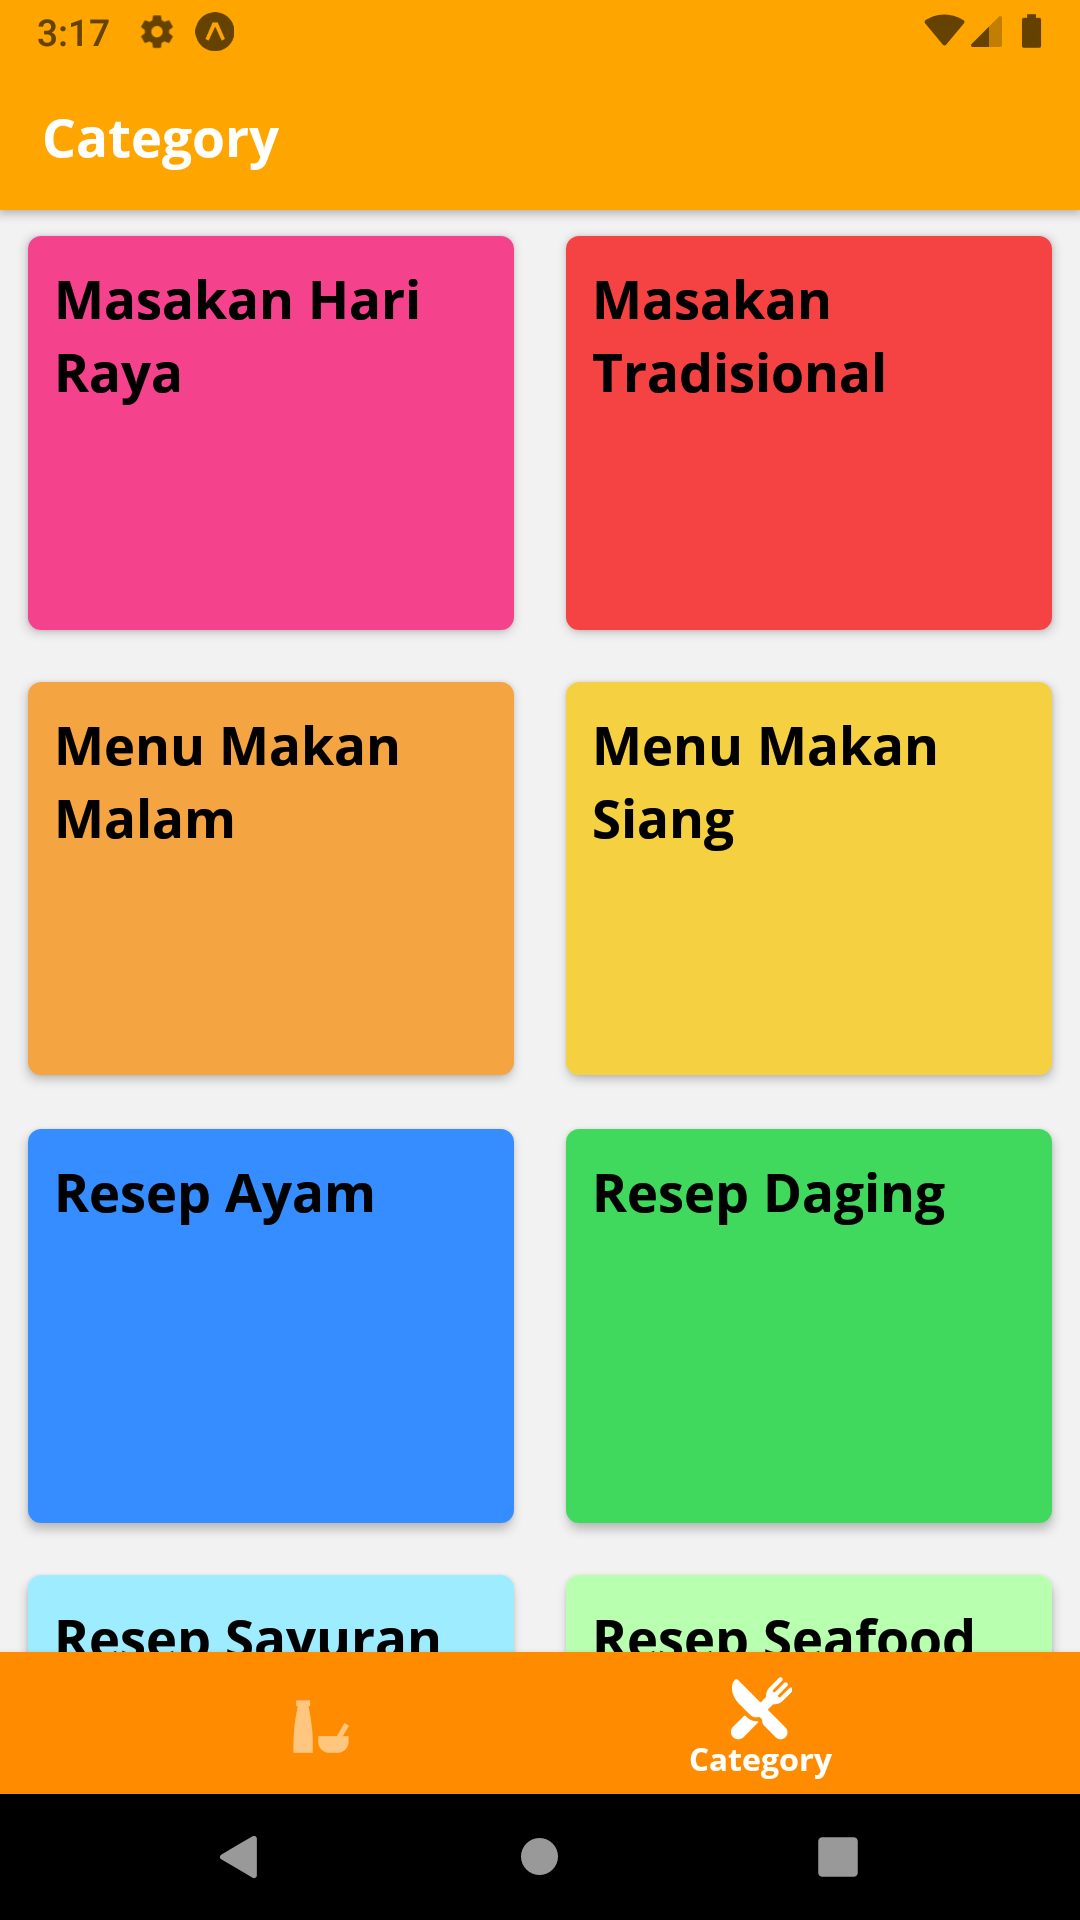 3:17
Category
Masakan Hari
Raya
Masakan
Tradisional
Menu Makan
Malam
Menu Makan
Siang
Resep Ayam
Resep Daging
Resep Sayuran
Resep Seafood
Category